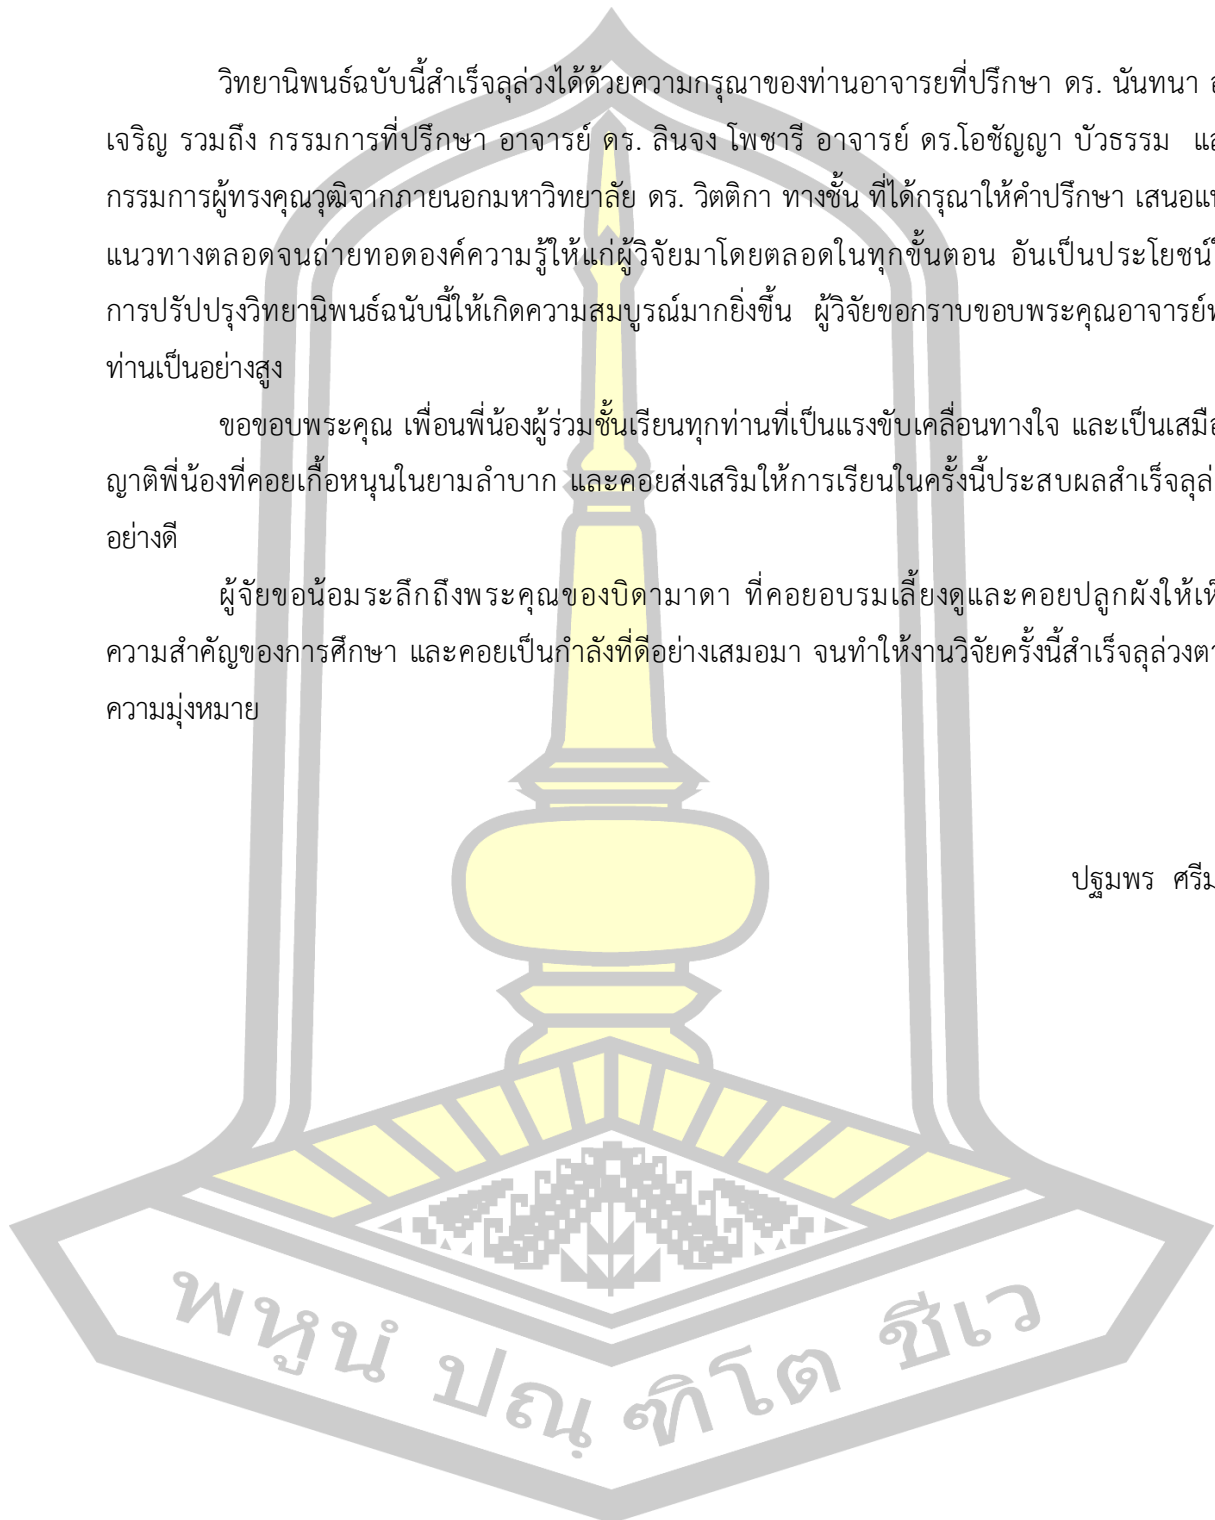 วิทยานิพนธ์ฉบับนี้สำเร็จลุล่วงได้ด้วยความกรุณาของท่านอาจารยที่ปรึกษา ดร. นันทนา
เจริญ รวมถึง กรรมการที่ปรึกษา อาจารย์ ดร. ลินจง โพชารี อาจารย์ ดร.โอชัญญา บัวธรรม
กรรมการผู้ทรงคุณวุฒิจากภายนอกมหาวิทยาลัย ดร. วิตติกา ทางชั้น ที่ได้กรุณาให้คำปรึกษา
แนวทางตลอดจนถ่ายทอดองค์ความรู้ให้แก่ผู้วิจัยมาโดยตลอดในทุกขั้นตอน อันเป็นประโยชน์
การปรัปปรุงวิทยานิพนธ์ฉนับนี้ให้เกิดความสมบูรณ์มากยิ่งขึ้น ผู้วิจัยขอกราบขอบพระคุณอาจารย์
ท่านเป็นอย่างสูง
ขอขอบพระคุณ เพื่อนพี่น้องผู้ร่วมชั้นเรียนทุกท่านที่เป็นแรงขับเคลื่อนทางใจ และเป็น
ญาติพี่น้องที่คอยเกื้อหนุนในยามลำบาก และคอยส่งเสริมให้การเรียนในครั้งนี้ประสบผลสำเร็จ
อย่างดี
ผู้จัยขอน้อมระลึกถึงพระคุณของบิดามาดา ที่คอยอบรมเลี้ยงดูและคอยปลูกผังให้
ความสำคัญของการศึกษา และคอยเป็นกำลังที่ดีอย่างเสมอมา จนทำให้งานวิจัยครั้งนี้สำเร็จลุล่วง
ความมุ่งหมาย
ปฐมพร
พหูนํ ปณฺฑิโต ชีเว